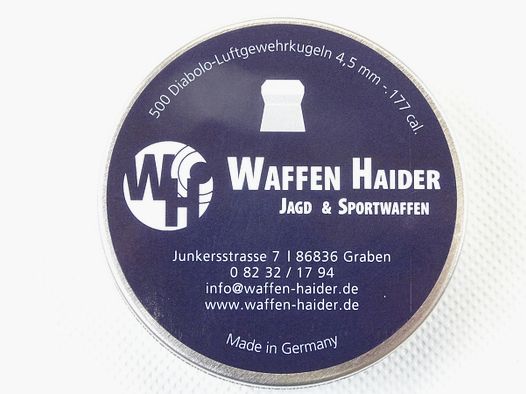 500 Diabolo-Luftgewehrkugeln 4,5 mm -.177 cal.
WH
WAFFEN HAIDER
JAGD & SPORTWAFFEN
Junkersstrasse 7 | 86836 Graben
0 82 32 / 17 94
info@waffen-haider.de
www.waffen-haider.de
Made in Germany